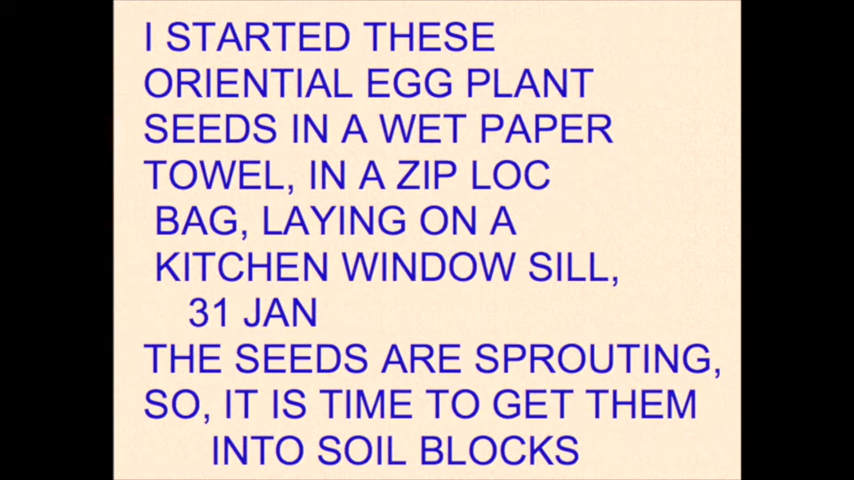 I STARTED THESE
ORIENTIAL EGG PLANT
SEEDS IN A WET PAPER
TOWEL, IN A ZIP LOC
BAG, LAYING ON A
KITCHEN WINDOW SILL,
31 JAN
THE SEEDS ARE SPROUTING,
SO, IT IS TIME TO GET THEM
INTO SOIL BLOCKS